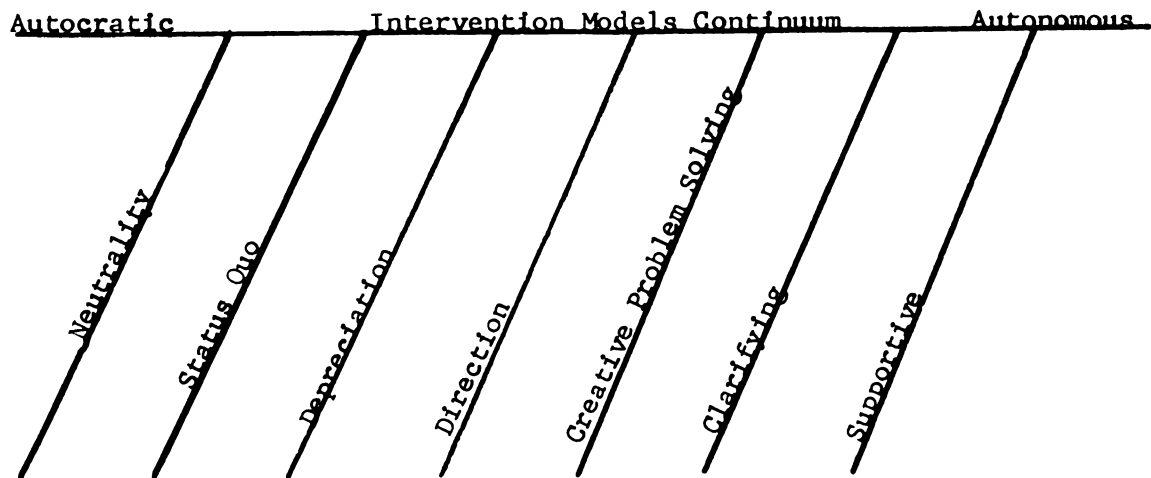 Autocratic Intervention Models Continuum Autonomous
Neutrality
Status Quo
Depreciation
Direction
Creative Problem Solving
Clarifying
Supportive